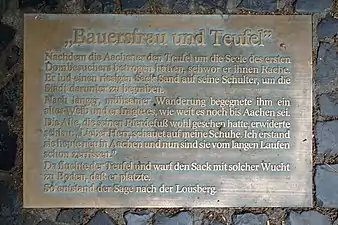 „Bauersfrau und Teufel“
Nachdem die Aachener den Teufel um die Seele des ersten
Dombesuchers betrogen hatten, schwor er ihnen Rache.
Er lud einen riesigen Sack Sand auf seine Schulter, um die
Stadt darunter zu begraben.
Nach langer, mühsamer Wanderung begegnete ihm ein
altes Weib und er fragte es, wie weit es noch bis Aachen sei.
Die Alte, die seinen Pferdefuß wohl gesehen hatte, erwiderte
schlau: „Lieber Herr, schauet auf meine Schuhe. Ich erstand
sie heute neu in Aachen und nun sind sie vom langen Laufen
schon zerrissen.“
Da fluchte der Teufel und warf den Sack mit solcher Wucht
zu Boden, daß er platzte.
So entstand der Sage nach der Lousberg.